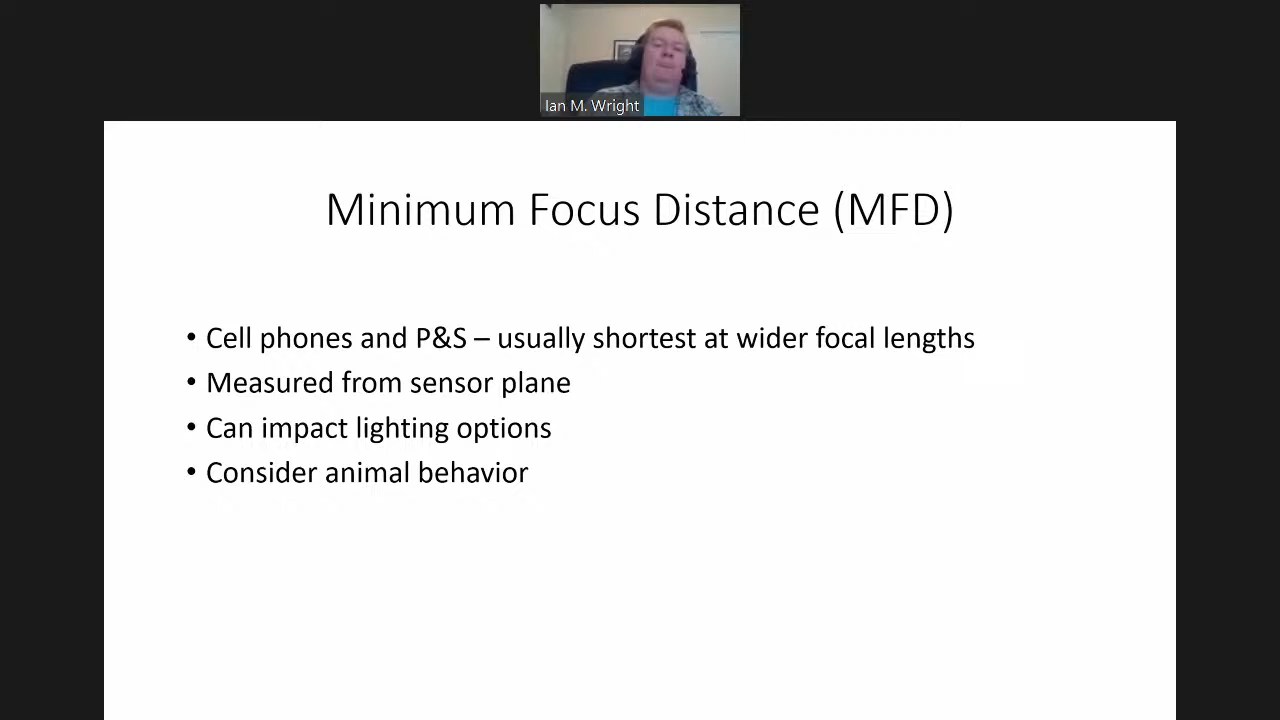 Ian M. Wright
Minimum Focus Distance (MFD)
• Cell phones and P&S – usually shortest at wider focal lengths
• Measured from sensor plane
• Can impact lighting options
• Consider animal behavior